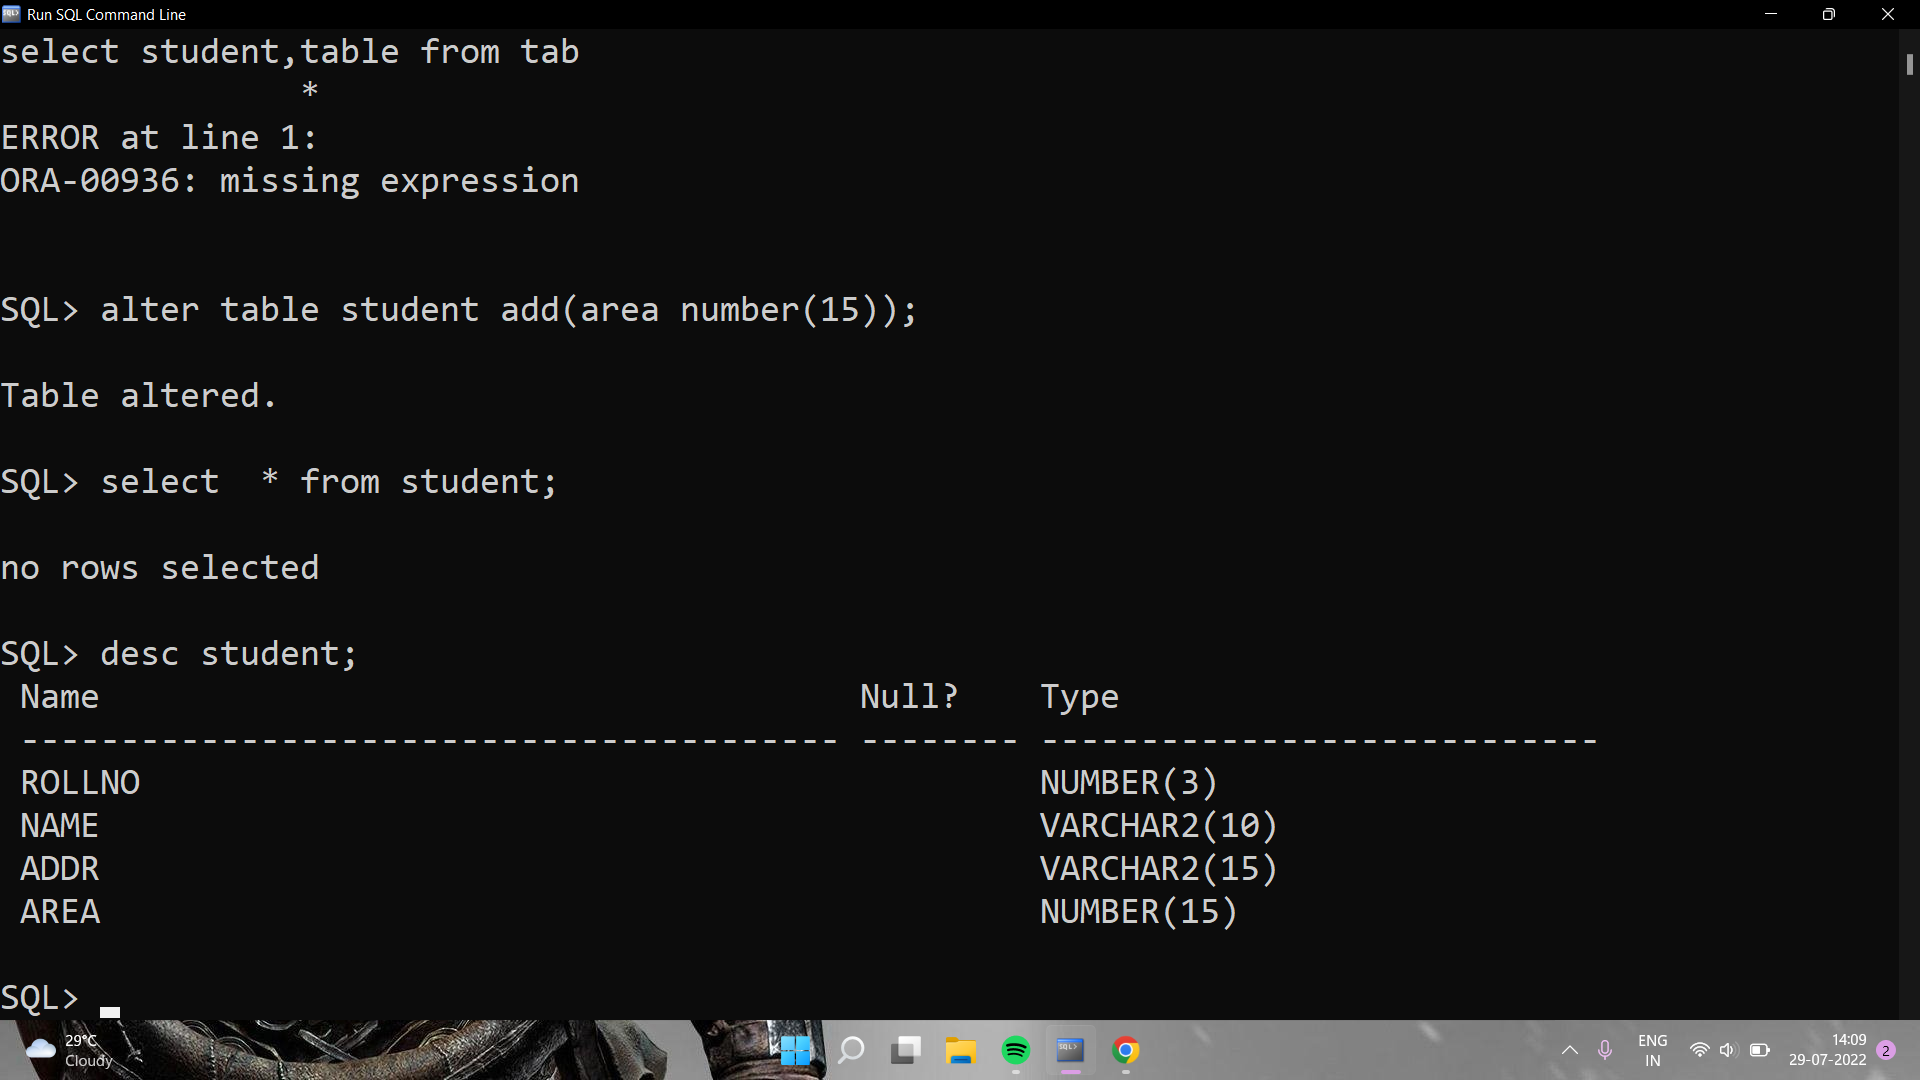 Run SQL Command Line
select student,table from tab
*
ERROR at line 1:
ORA-00936: missing expression
SQL> alter table student add(area number(15));
Table altered.
SQL> select  * from student;
no rows selected
SQL> desc student;
Name Null? Type
----------------------------------------- -------- ----------------------------
ROLLNO NUMBER(3)
NAME VARCHAR2(10)
ADDR VARCHAR2(15)
AREA NUMBER(15)
SQL> _
29°C
Cloudy
SQL>
ENG
IN
14:09
29-07-2022
2